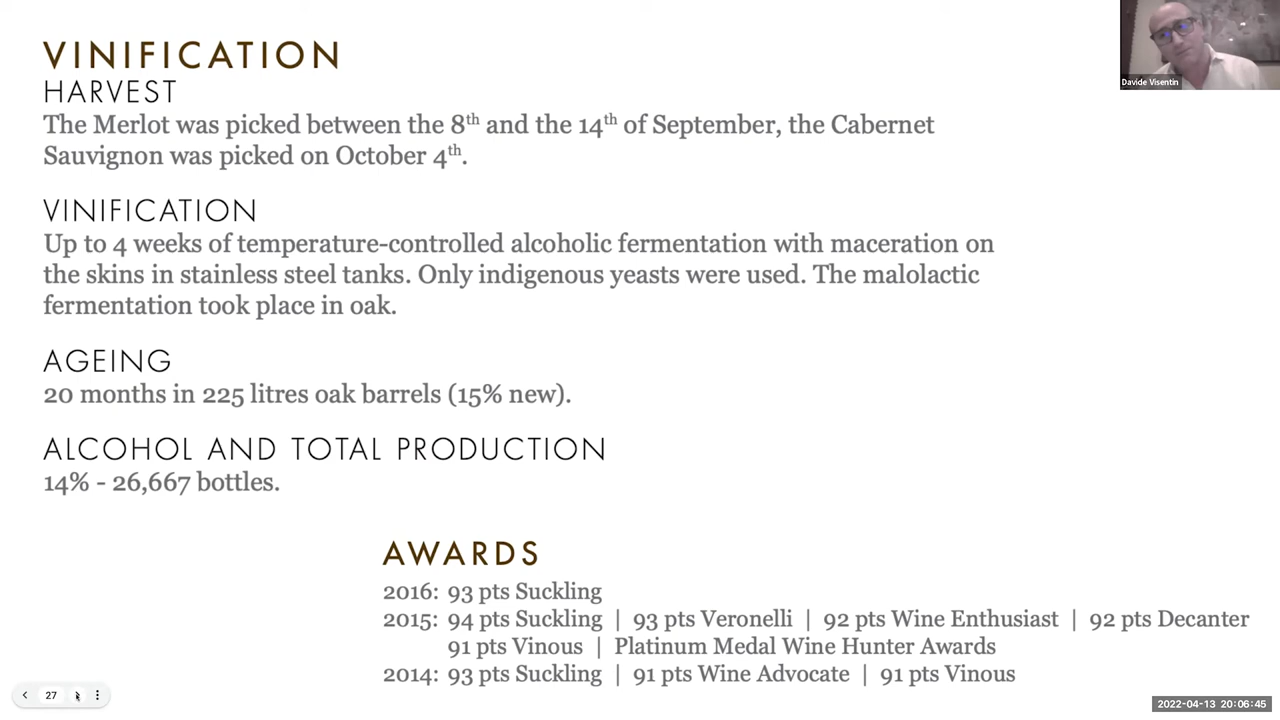 VINIFICATION
HARVEST
The Merlot was picked between the 8th and the 14th of September, the Cabernet
Sauvignon was picked on October 4th.
VINIFICATION
Up to 4 weeks of temperature-controlled alcoholic fermentation with maceration on
the skins in stainless steel tanks. Only indigenous yeasts were used. The malolactic
fermentation took place in oak.
AGEING
20 months in 225 litres oak barrels (15% new).
ALCOHOL AND TOTAL PRODUCTION
14% - 26,667 bottles.
AWARDS
2016: 93 pts Suckling
2015: 94 pts Suckling | 93 pts Veronelli | 92 pts Wine Enthusiast | 92 pts Decanter
91 pts Vinous | Platinum Medal Wine Hunter Awards
2014: 93 pts Suckling | 91 pts Wine Advocate | 91 pts Vinous
Davide Visentin
27
2022-04-13 20:06:45